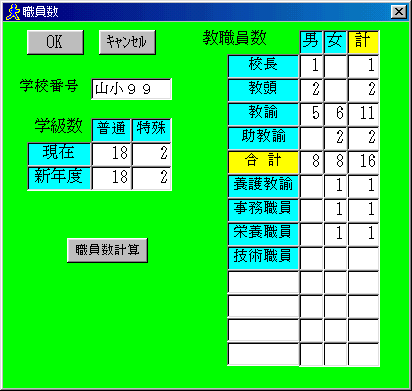 職員数
OK ｷｬﾝｾﾙ
学校番号 山小９９
学級数 普通 特殊
現在 18 2
新年度 18 2
職員数計算
教職員数 男 女 計
校長 1 1
教頭 2 2
教諭 5 6 11
助教諭 2 2
合計 8 8 16
養護教諭 1 1
事務職員 1 1
栄養職員 1 1
技術職員